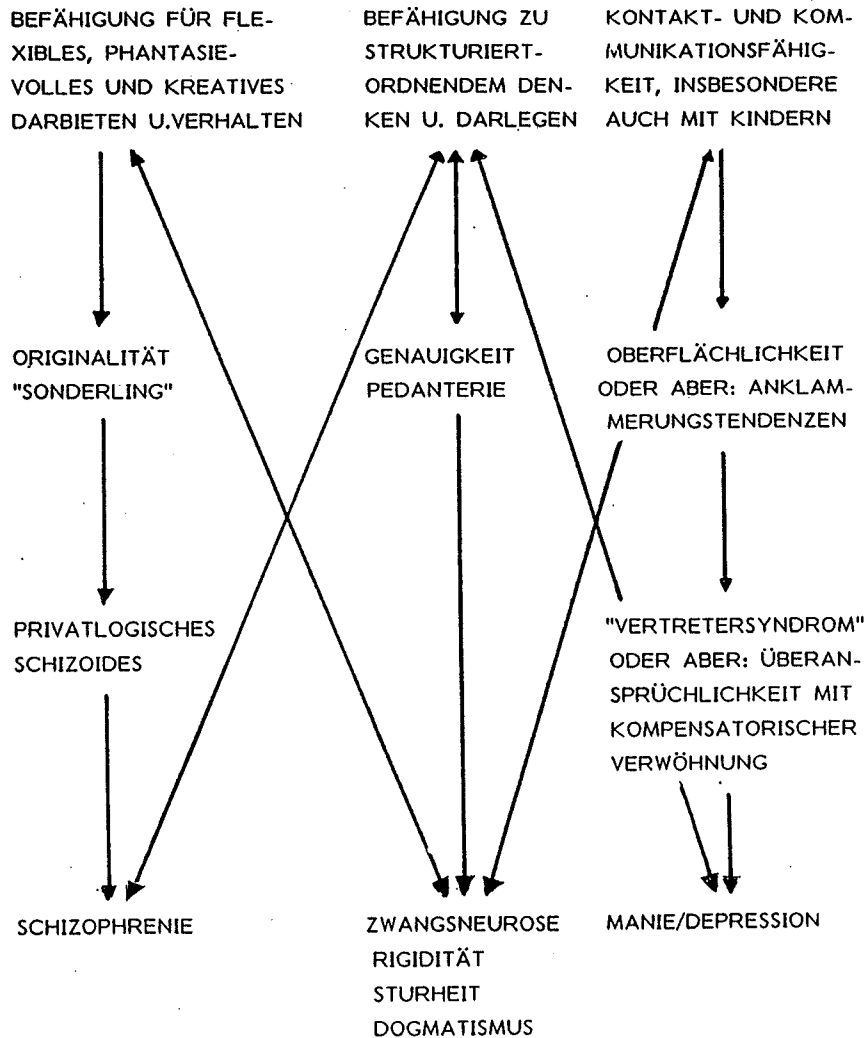 BEFÄHIGUNG FÜR FLE-
XIBLES, PHANTASIE-
VOLLES UND KREATIVES
DARBIETEN U.VERHALTEN
BEFÄHIGUNG ZU
STRUKTURIERT-
ORDNENDEM DEN-
KEN U. DARLEGEN
KONTAKT- UND KOM-
MUNIKATIONSFÄHIG-
KEIT, INSBESONDERE
AUCH MIT KINDERN
ORIGINALITÄT
"SONDERLING"
GENAUIGKEIT
PEDANTERIE
OBERFLÄCHLICHKEIT
ODER ABER: ANKLAM-
MERUNGSTENDENZEN
PRIVATLOGISCHES
SCHIZOIDES
"VERTRETERSYNDROM"
ODER ABER: ÜBERAN-
SPRÜCHLICHKEIT MIT
KOMPENSATORISCHER
VERWÖHNUNG
SCHIZOPHRENIE
ZWANGSNEUROSE
RIGIDITÄT
STURHEIT
DOGMATISMUS
MANIE/DEPRESSION